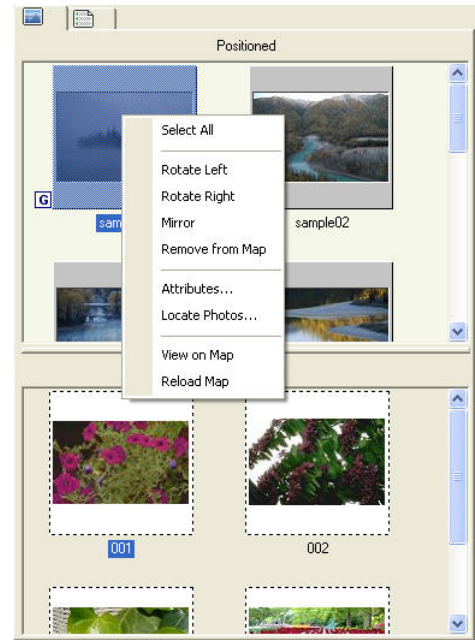 Positioned
G
sam
sample02
Select All
Rotate Left
Rotate Right
Mirror
Remove from Map
Attributes...
Locate Photos...
View on Map
Reload Map
001
002